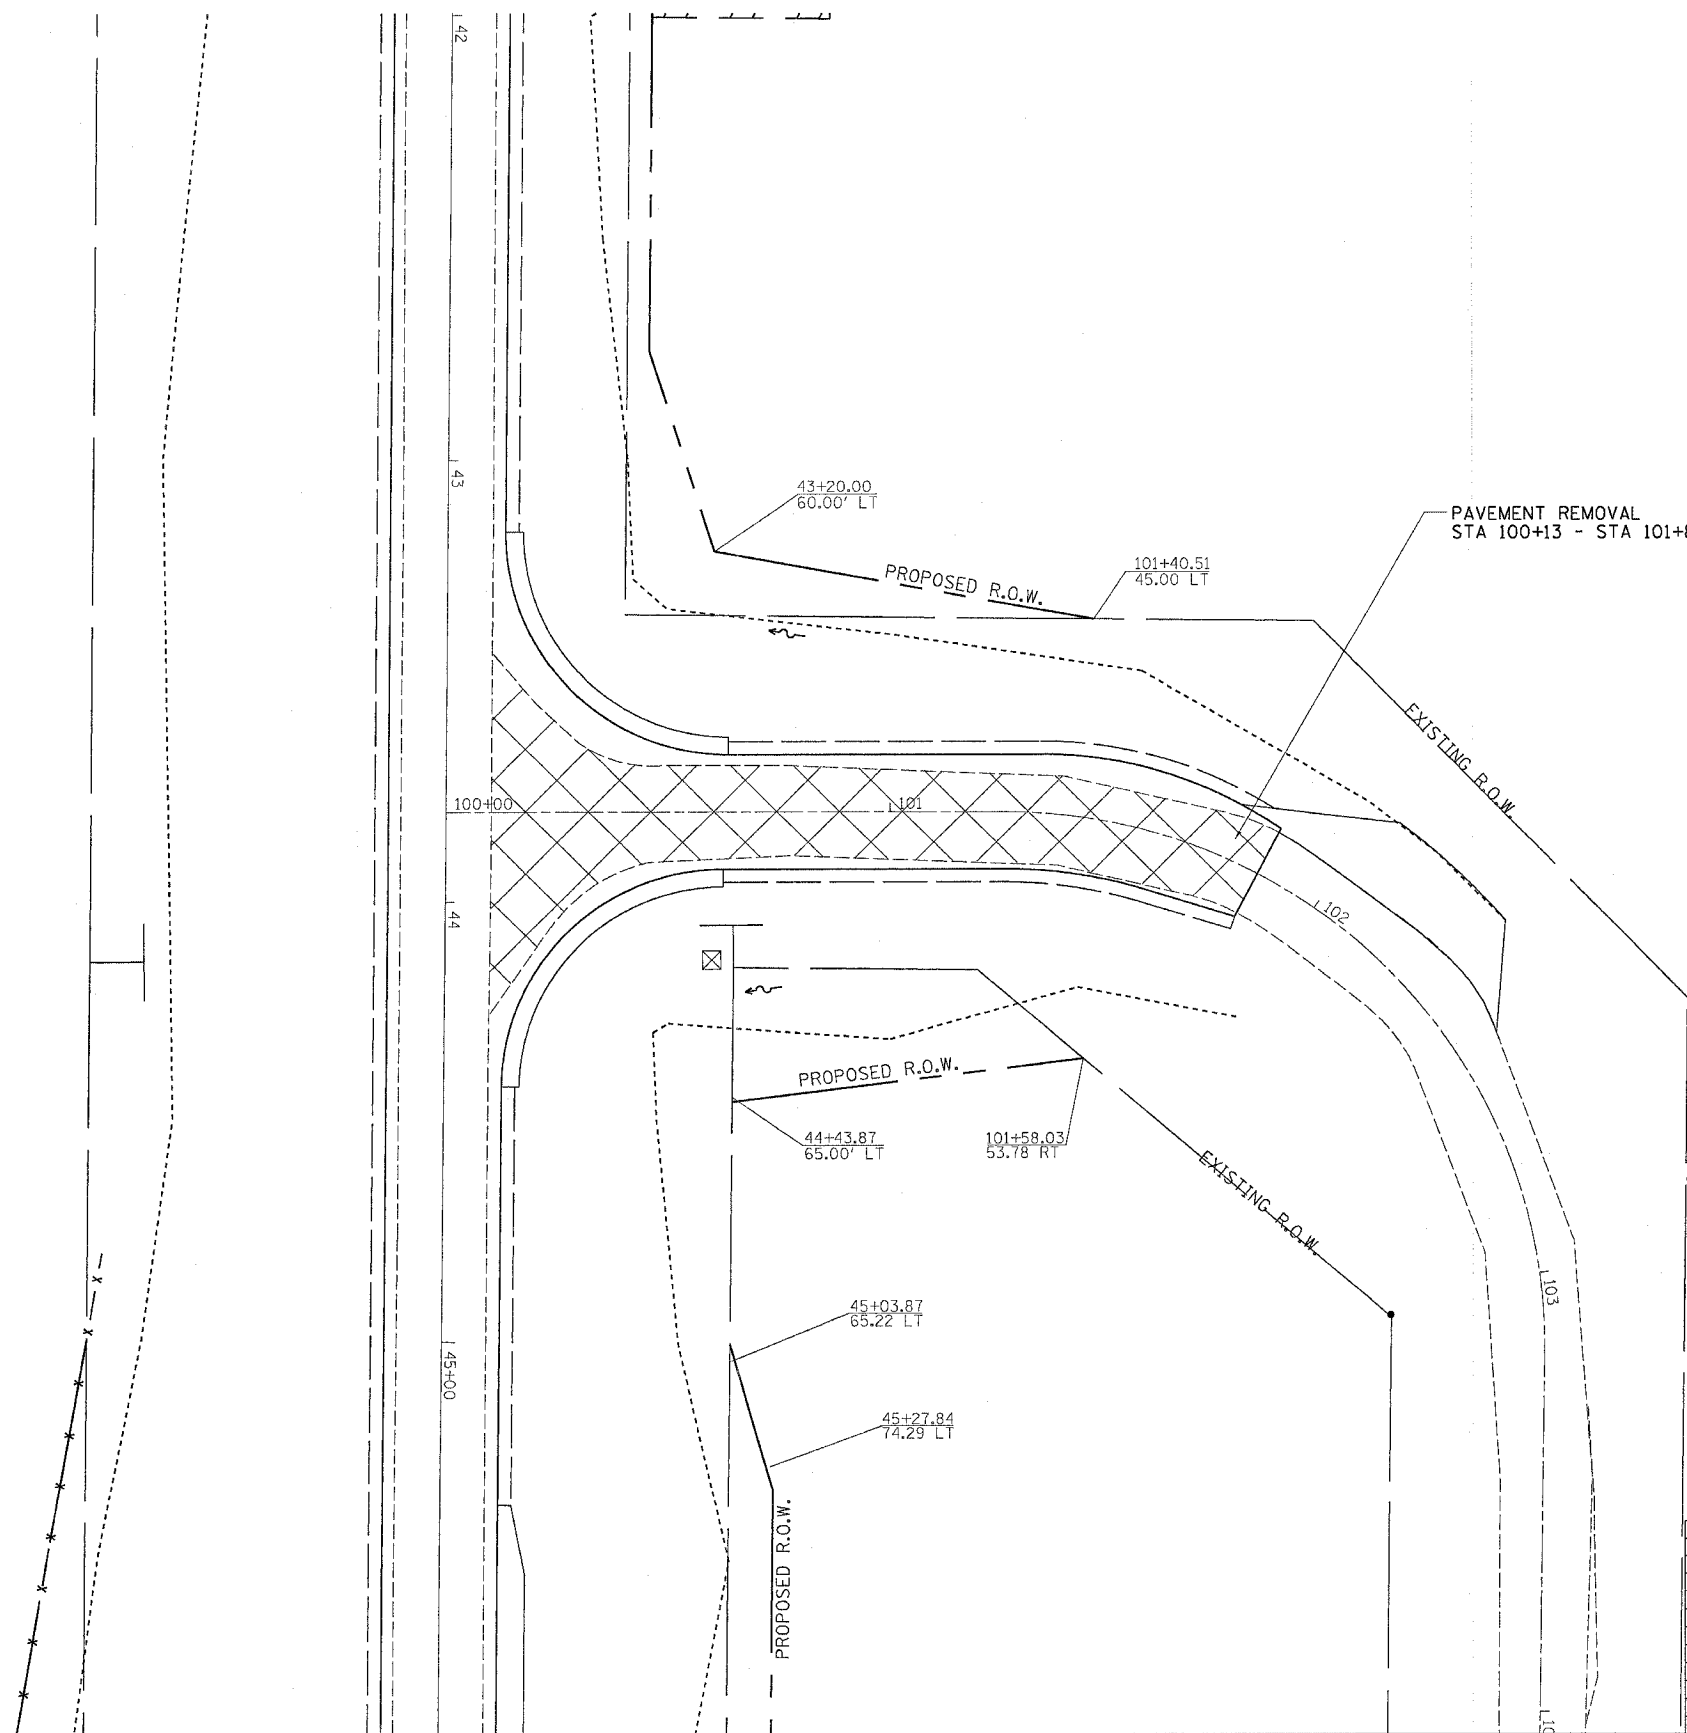 42
43
43+20.00
60.00' LT
PAVEMENT REMOVAL
STA 100+13 - STA 101+8
101+40.51
45.00 LT
PROPOSED R.O.W.
EXISTING R.O.W.
100+00
101
102
44
PROPOSED R.O.W.
44+43.87
65.00' LT
101+58.03
53.78 RT
EXISTING R.O.W.
103
45+03.87
65.22 LT
45+00
45+27.84
74.29 LT
PROPOSED R.O.W.
10